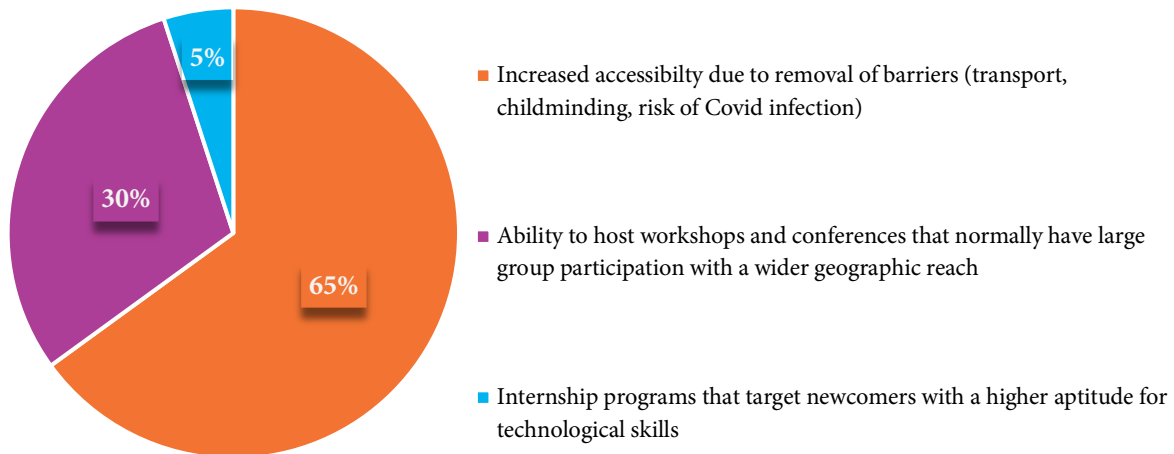 5%
30%
65%
Increased accessibilty due to removal of barriers (transport,
childminding, risk of Covid infection)
Ability to host workshops and conferences that normally have large
group participation with a wider geographic reach
Internship programs that target newcomers with a higher aptitude for
technological skills